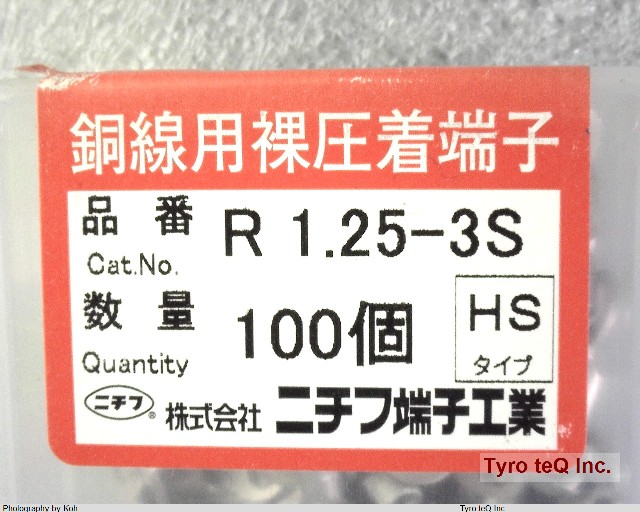 銅線用裸圧着端子
品番 R 1.25-3S
Cat.No.
数量 100個
Quantity
HS
タイプ
ニチフ® 株式会社 ニチフ端子工業
Tyro teQ Inc.
Photography by Koh Tyro teQ Inc